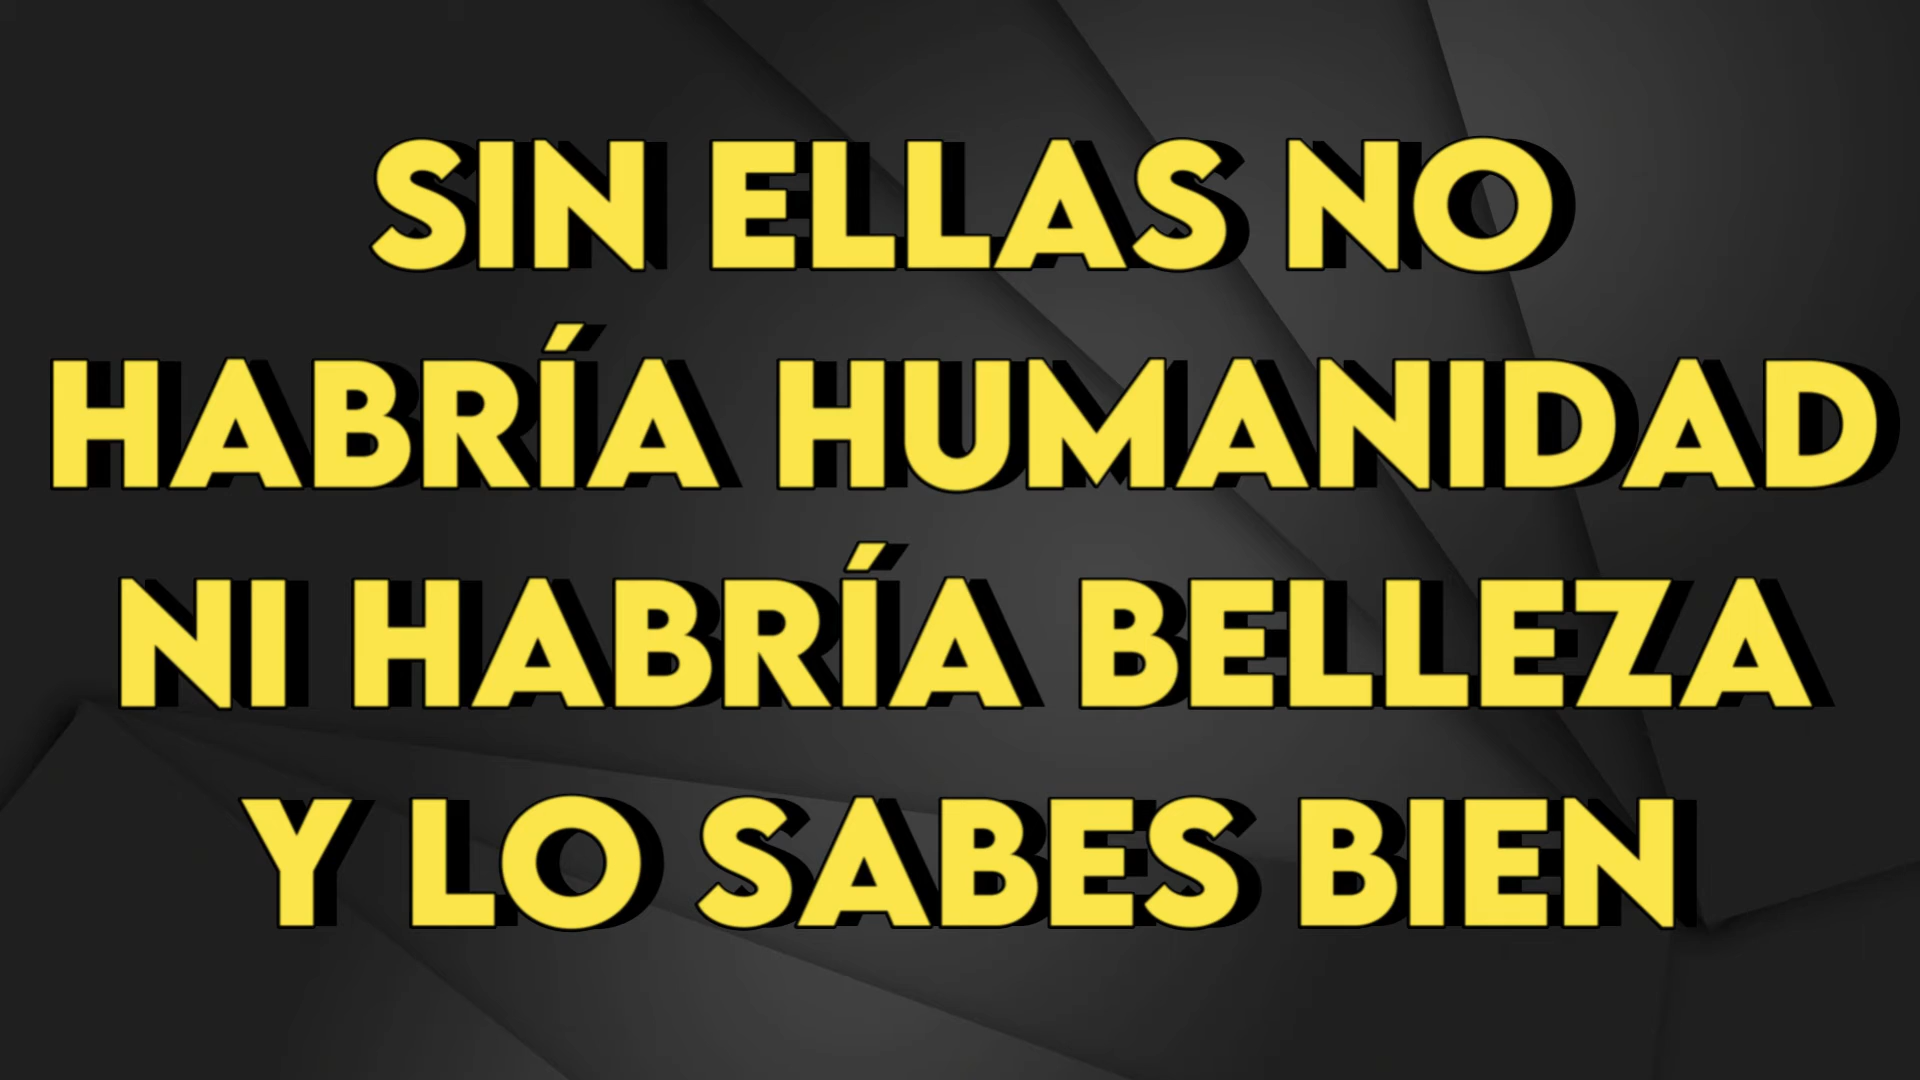 SIN ELLAS NO
HABRÍA HUMANIDAD
NI HABRÍA BELLEZA
Y LO SABES BIEN